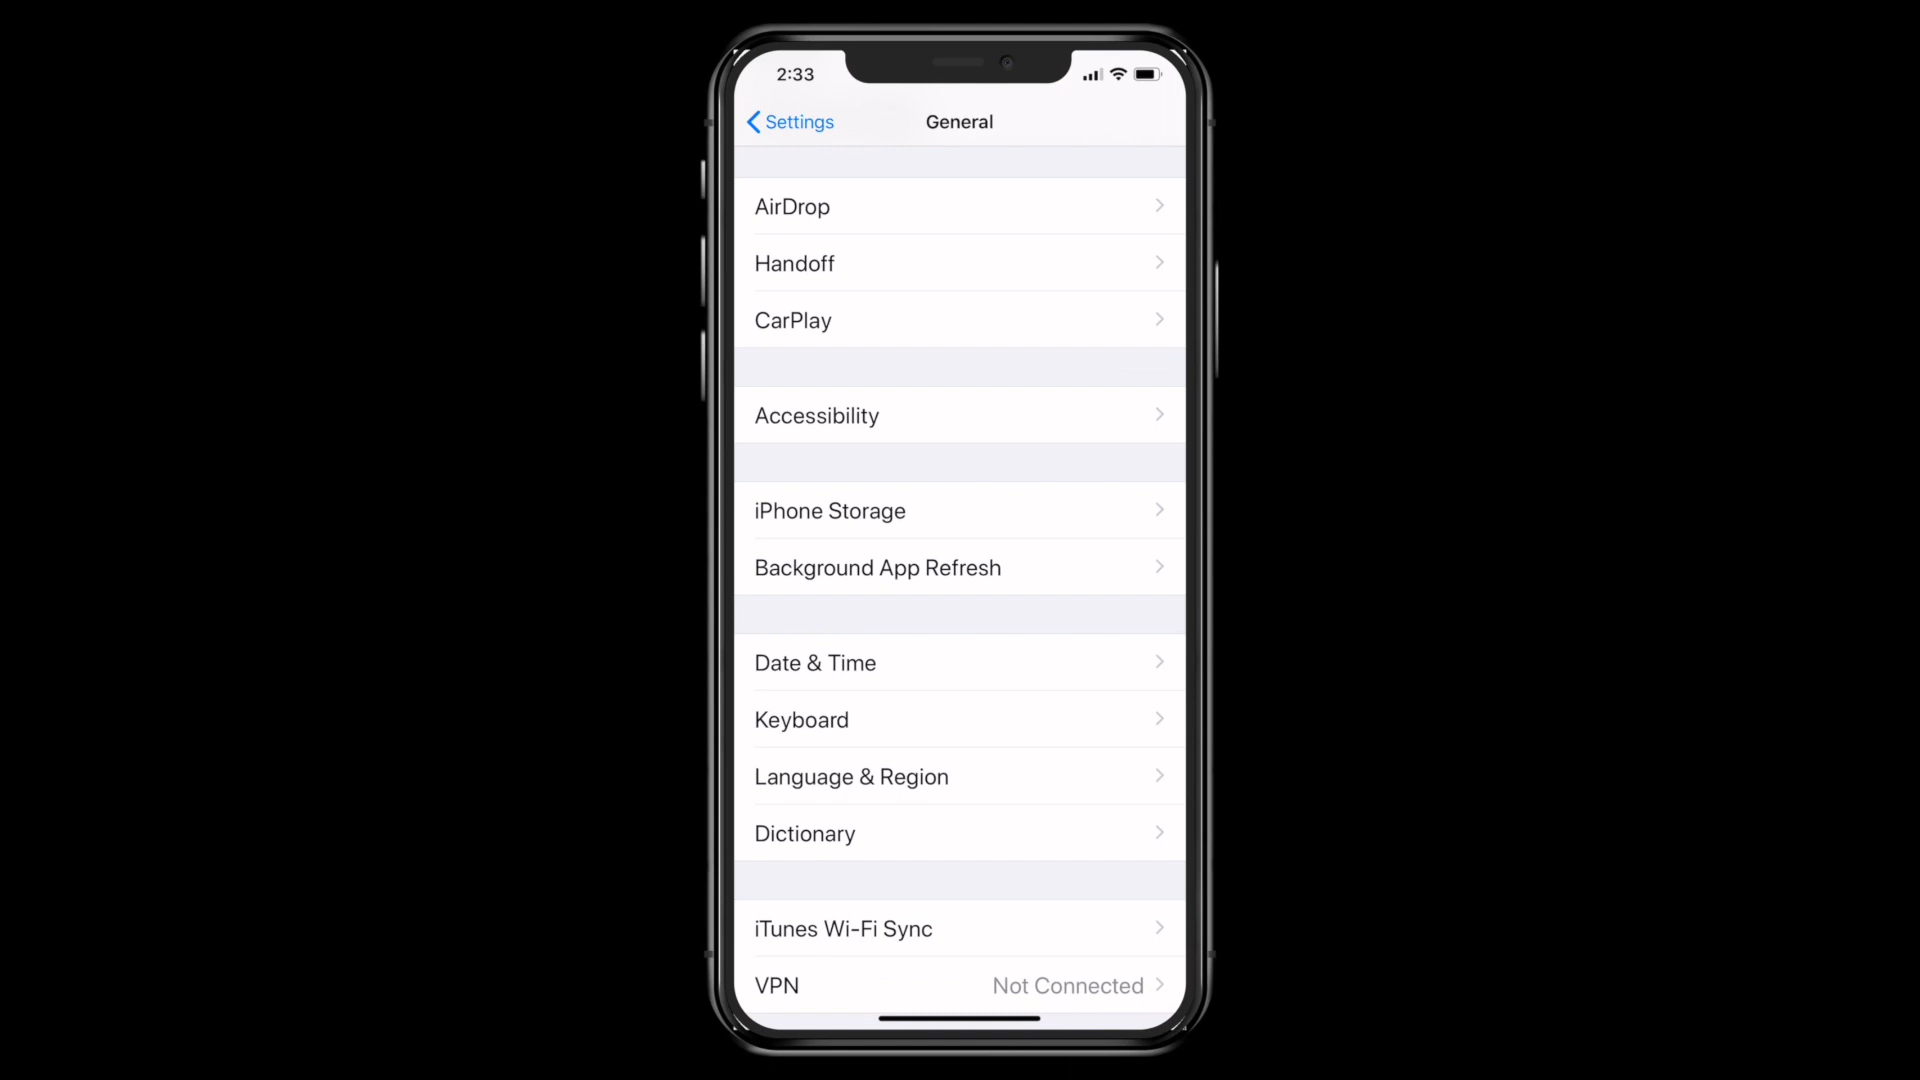 2:33
Settings
General
AirDrop
Handoff
CarPlay
Accessibility
iPhone Storage
Background App Refresh
Date & Time
Keyboard
Language & Region
Dictionary
iTunes Wi-Fi Sync
VPN Not Connected